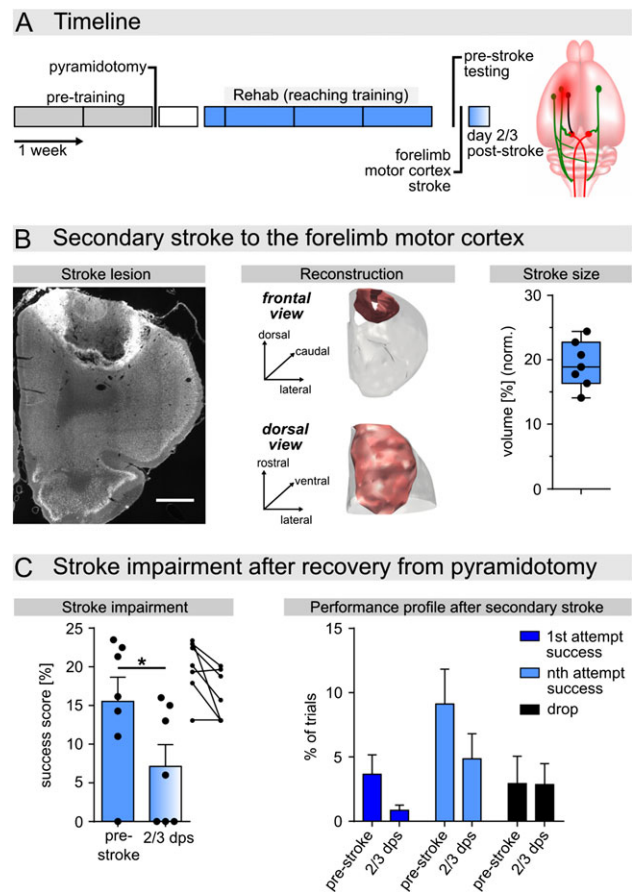 A Timeline
pyramidotomy
pre-training
1 week
Rehab (reaching training)
pre-stroke
testing
day 2/3
post-stroke
forelimb
motor cortex
stroke
B Secondary stroke to the forelimb motor cortex
Stroke lesion
Reconstruction
frontal
view
dorsal
caudal
lateral
dorsal
view
rostral
ventral
lateral
Stroke size
volume [%] (norm.)
30
20
10
0
C Stroke impairment after recovery from pyramidotomy
Stroke impairment
success score [%]
25
20
15
10
5
0
*
pre-
stroke
2/3 dps
Performance profile after secondary stroke
% of trials
15
10
5
0
1st attempt
success
nth attempt
success
drop
pre-stroke
2/3 dps
pre-stroke
2/3 dps
pre-stroke
2/3 dps